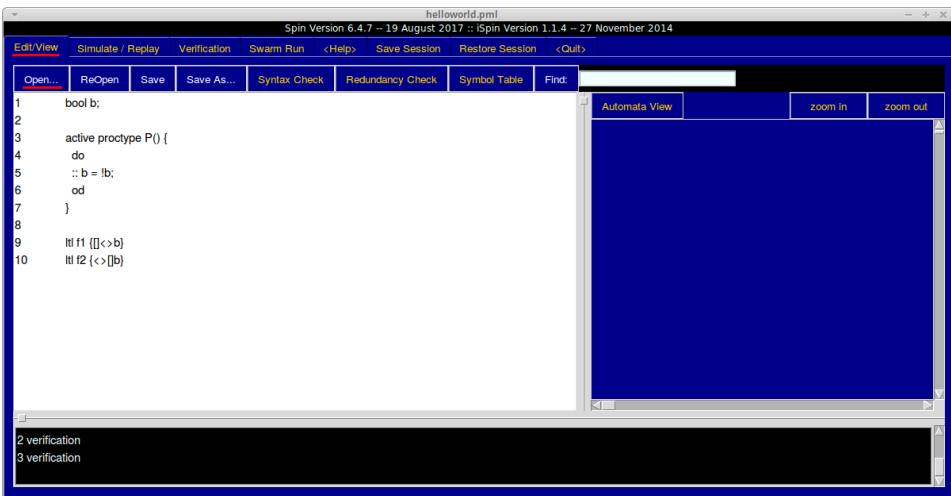 helloworld.pml
Spin Version 6.4.7 -- 19 August 2017 :: iSpin Version 1.1.4 -- 27 November 2014
Edit/View Simulate / Replay Verification Swarm Run <Help> Save Session Restore Session <Quit>
Open... ReOpen Save Save As... Syntax Check Redundancy Check Symbol Table Find:
Automata View zoom in zoom out
1 bool b;
2
3 active proctype P() {
4 do
5 :: b = !b;
6 od
7 }
8
9 ltl f1 {[]<>b}
10 ltl f2 {<>[]b}
2 verification
3 verification